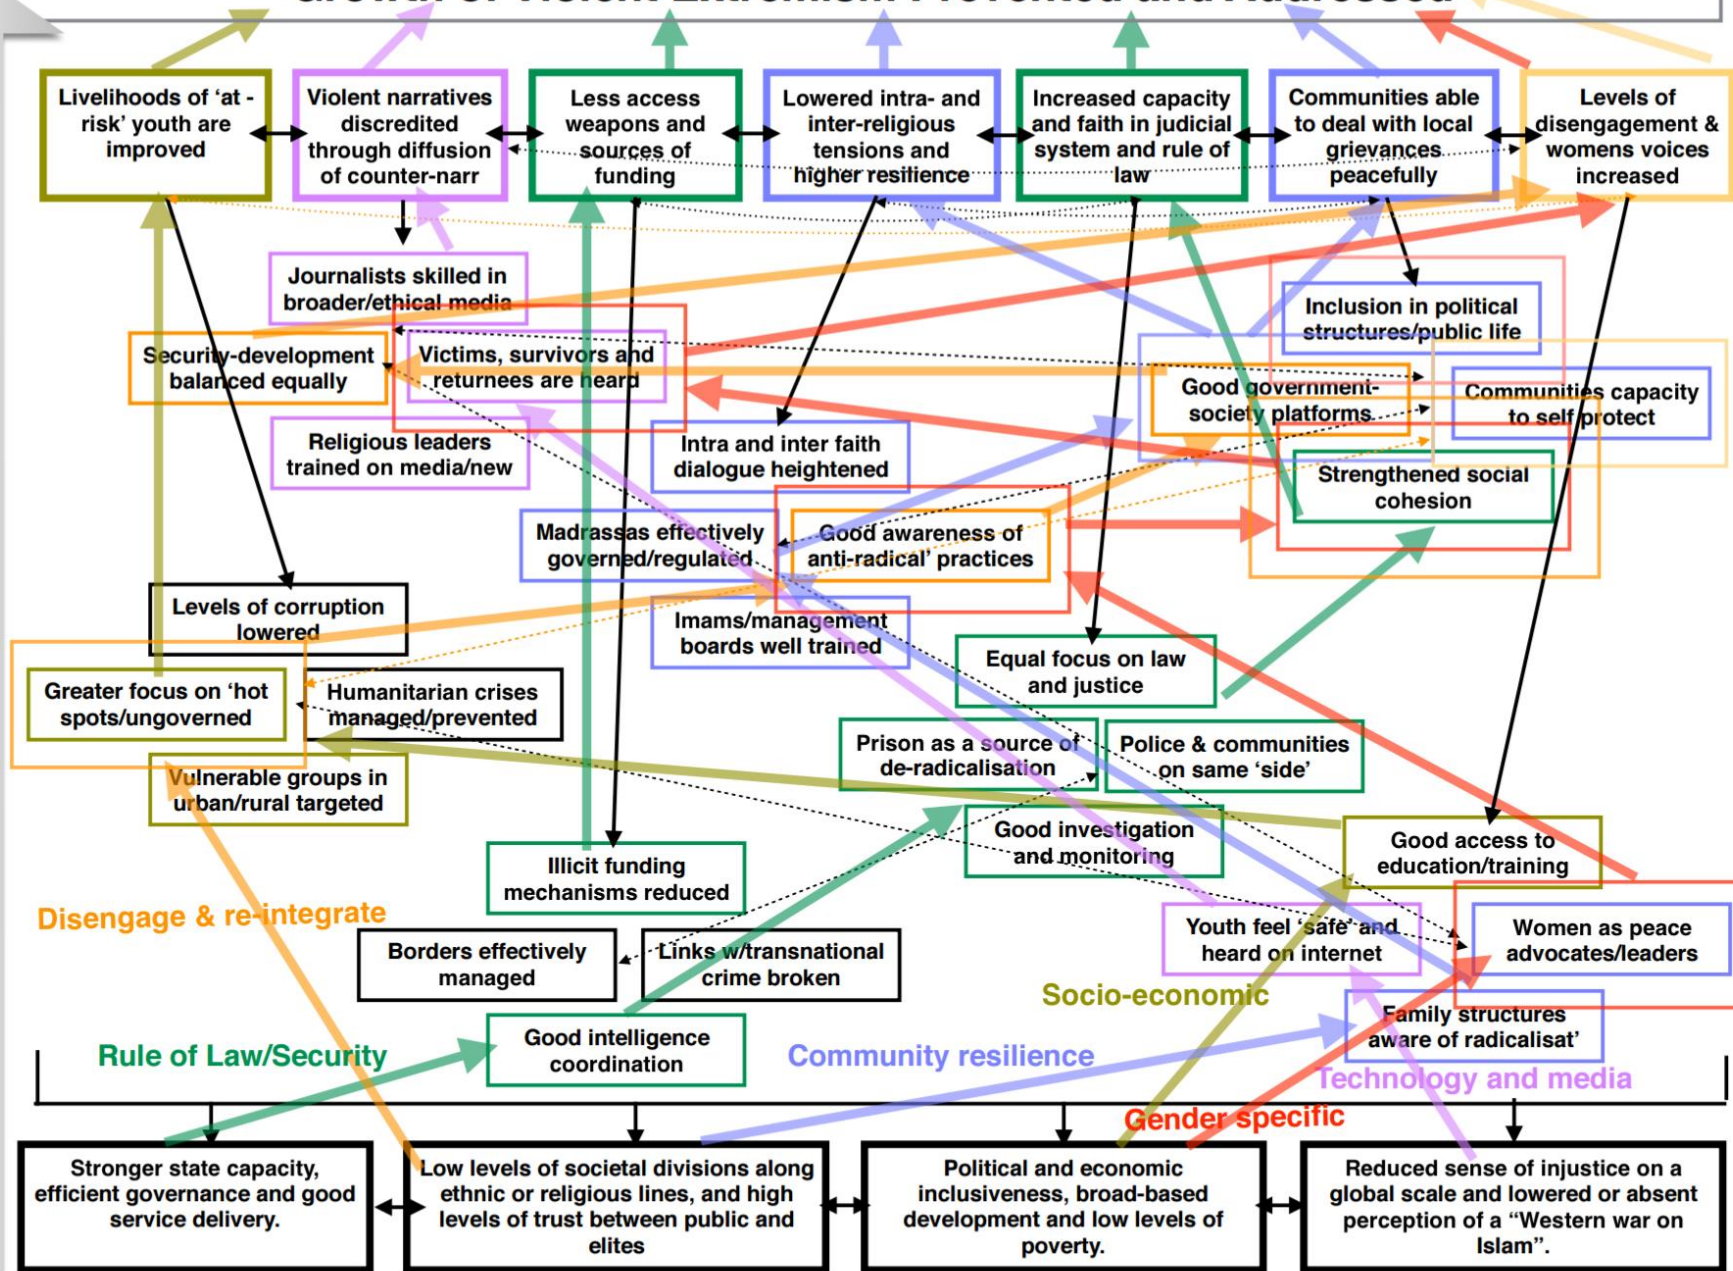 Growth of Violent Extremism Prevented and Addressed
Livelihoods of ‘at -
risk’ youth are
improved
Violent narratives
discredited
through diffusion
of counter-narr
Less access
weapons and
sources of
funding
Lowered intra- and
inter-religious
tensions and
higher resilience
Increased capacity
and faith in judicial
system and rule of
law
Communities able
to deal with local
grievances
peacefully
Levels of
disengagement &
womens voices
increased
Journalists skilled in
broader/ethical media
Inclusion in political
structures/public life
Security-development
balanced equally
Victims, survivors and
returnees are heard
Good government-
society platforms
Communities capacity
to self protect
Religious leaders
trained on media/new
Intra and inter faith
dialogue heightened
Strengthened social
cohesion
Madrassas effectively
governed/regulated
Good awareness of
anti-radical’ practices
Levels of corruption
lowered
Imams/management
boards well trained
Equal focus on law
and justice
Greater focus on ‘hot
spots/ungoverned
Humanitarian crises
managed/prevented
Prison as a source of
de-radicalisation
Police & communities
on same ‘side’
Vulnerable groups in
urban/rural targeted
Good investigation
and monitoring
Good access to
education/training
Illicit funding
mechanisms reduced
Disengage & re-integrate
Youth feel ‘safe’ and
heard on internet
Women as peace
advocates/leaders
Borders effectively
managed
Links w/transnational
crime broken
Socio-economic
Family structures
aware of radicalisat’
Good intelligence
coordination
Rule of Law/Security
Community resilience
Technology and media
Gender specific
Stronger state capacity,
efficient governance and good
service delivery.
Low levels of societal divisions along
ethnic or religious lines, and high
levels of trust between public and
elites
Political and economic
inclusiveness, broad-based
development and low levels of
poverty.
Reduced sense of injustice on a
global scale and lowered or absent
perception of a “Western war on
Islam”.